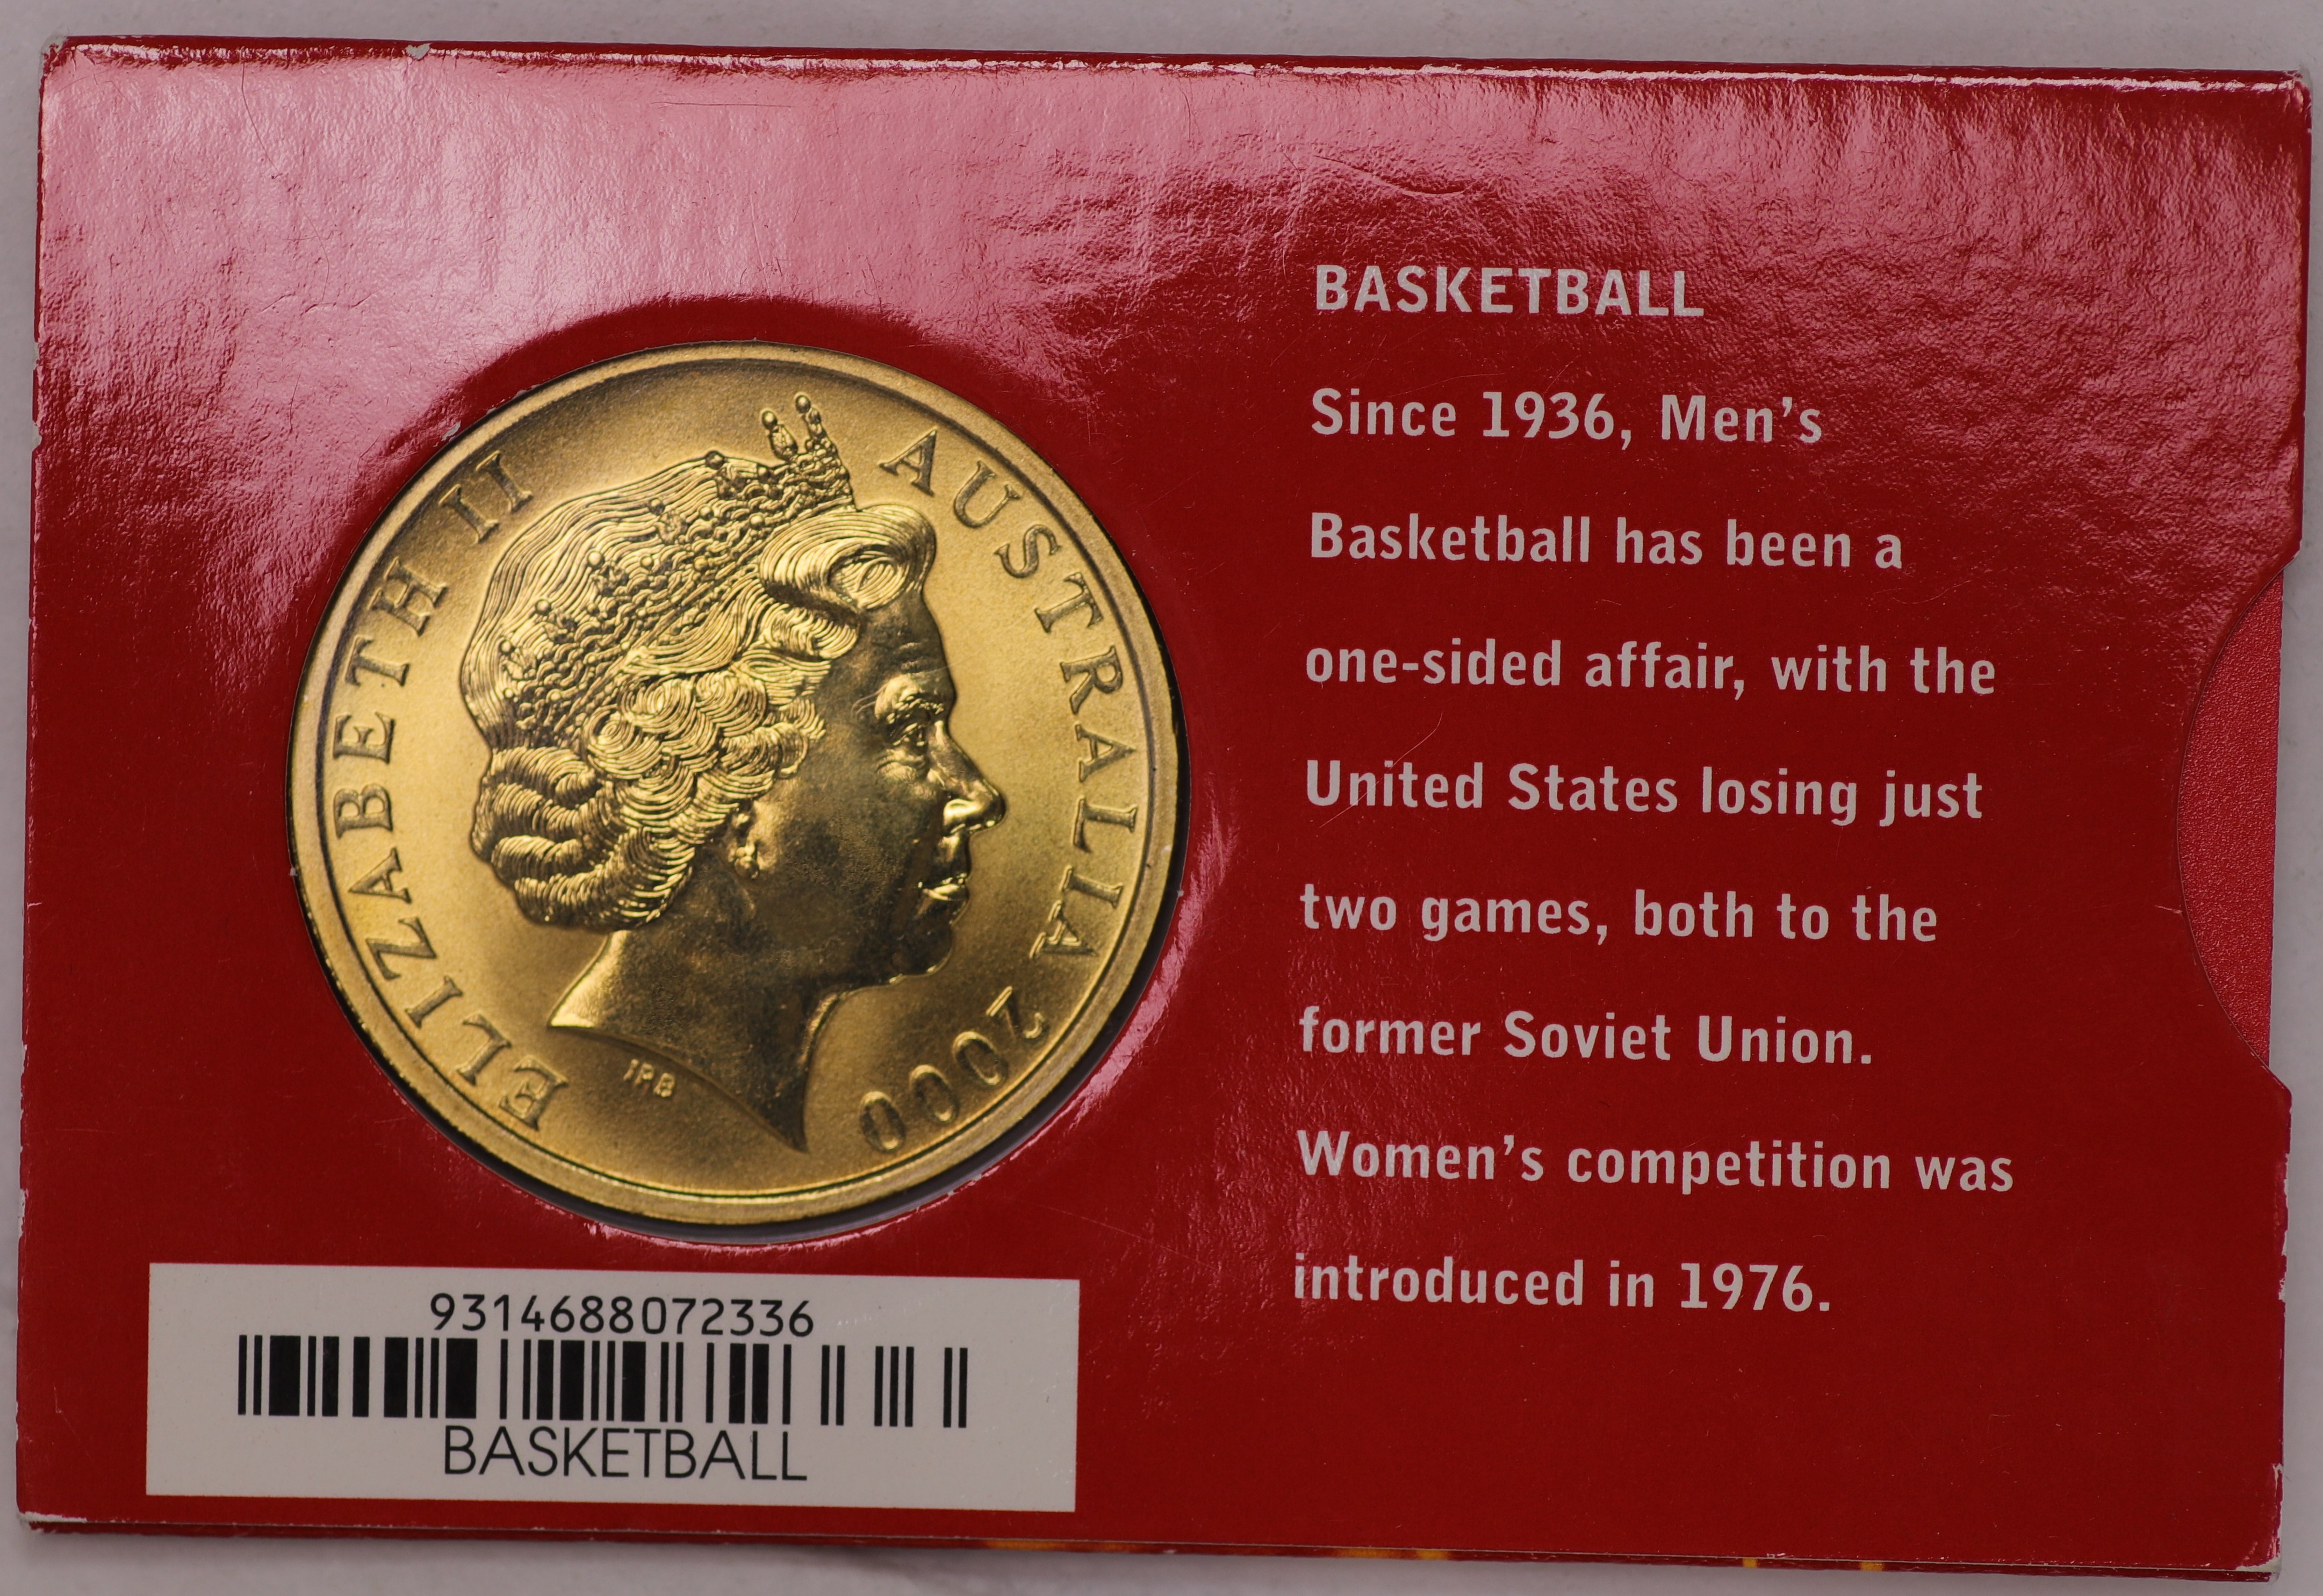 ELIZABETH II AUSTRALIA 2000
IRB
BASKETBALL
Since 1936, Men's
Basketball has been a
one-sided affair, with the
United States losing just
two games, both to the
former Soviet Union.
Women's competition was
introduced in 1976.
9314688072336
BASKETBALL